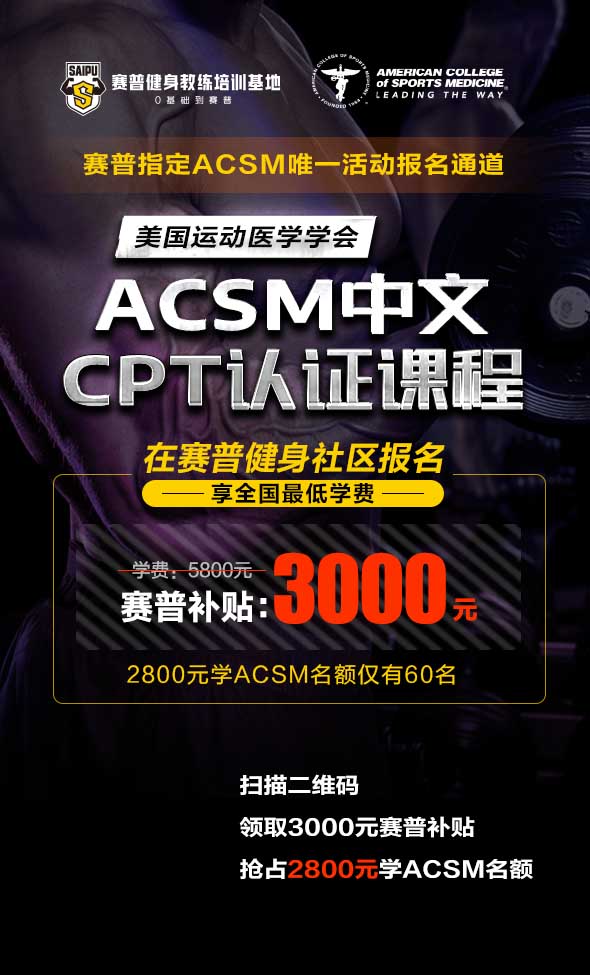 SAIPU
S
赛普健身教练培训基地
0基础到赛普
AMERICAN COLLEGE OF SPORTS MEDICINE
FOUNDED 1954
AMERICAN COLLEGE
of SPORTS MEDICINE®
LEADING THE WAY
赛普指定ACSM唯一活动报名通道
美国运动医学学会
ACSM中文
CPT认证课程
在赛普健身社区报名
享全国最低学费
学费：5800元
赛普补贴：3000元
2800元学ACSM名额仅有60名
扫描二维码
领取3000元赛普补贴
抢占2800元学ACSM名额